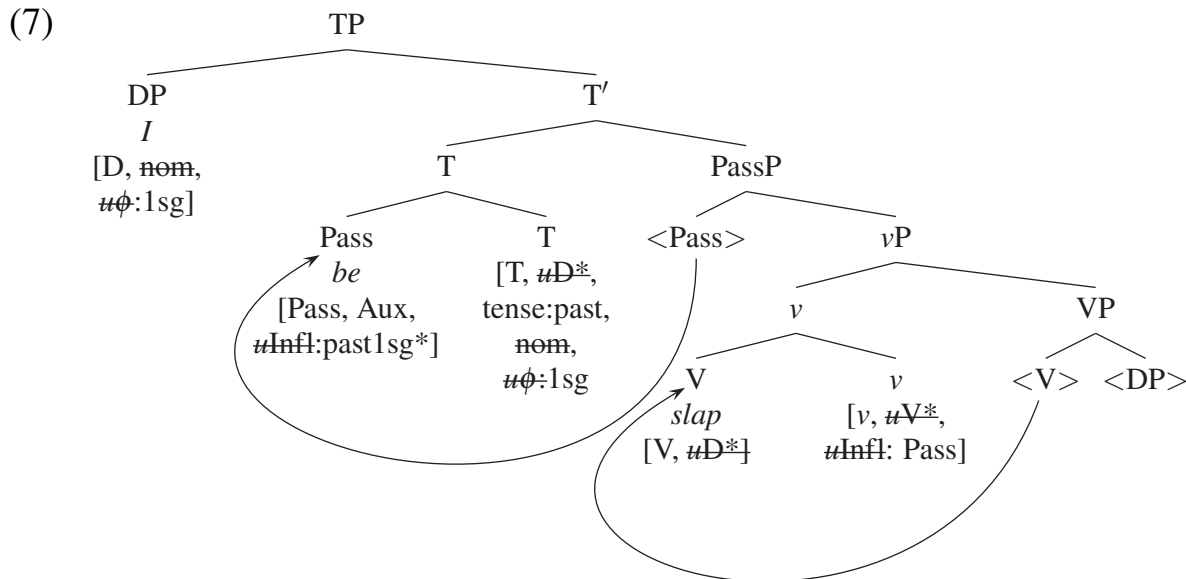 (7)
TP
DP T′
I
[D, nom,
uϕ:1sg]
T PassP
Pass T <Pass> vP
be
[Pass, Aux,
uInfl:past1sg*]
[T, uD*,
tense:past,
nom,
uϕ:1sg
v VP
V v <V> <DP>
slap
[V, uD*]
[v, uV*,
uInfl: Pass]